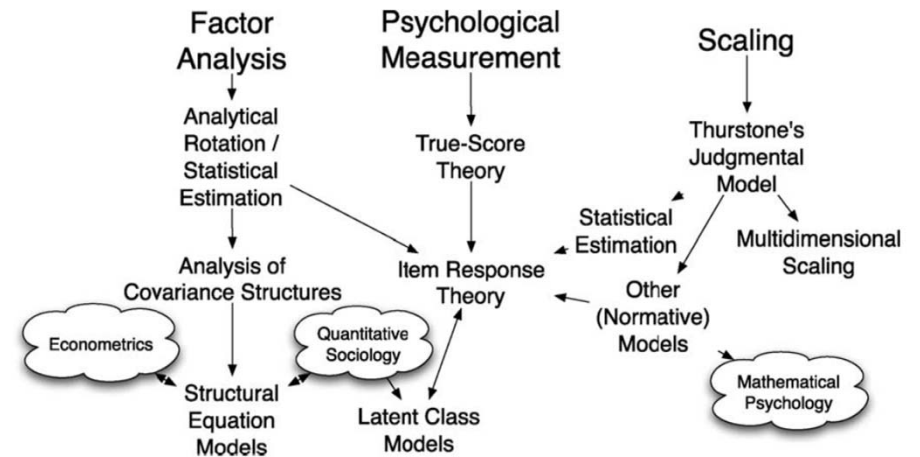 Factor
Analysis
Psychological
Measurement
Scaling
Analytical
Rotation /
Statistical
Estimation
True-Score
Theory
Thurstone's
Judgmental
Model
Statistical
Estimation
Multidimensional
Scaling
Analysis of
Covariance Structures
Item Response
Theory
Other
(Normative)
Models
Econometrics
Quantitative
Sociology
Structural
Equation
Models
Latent Class
Models
Mathematical
Psychology